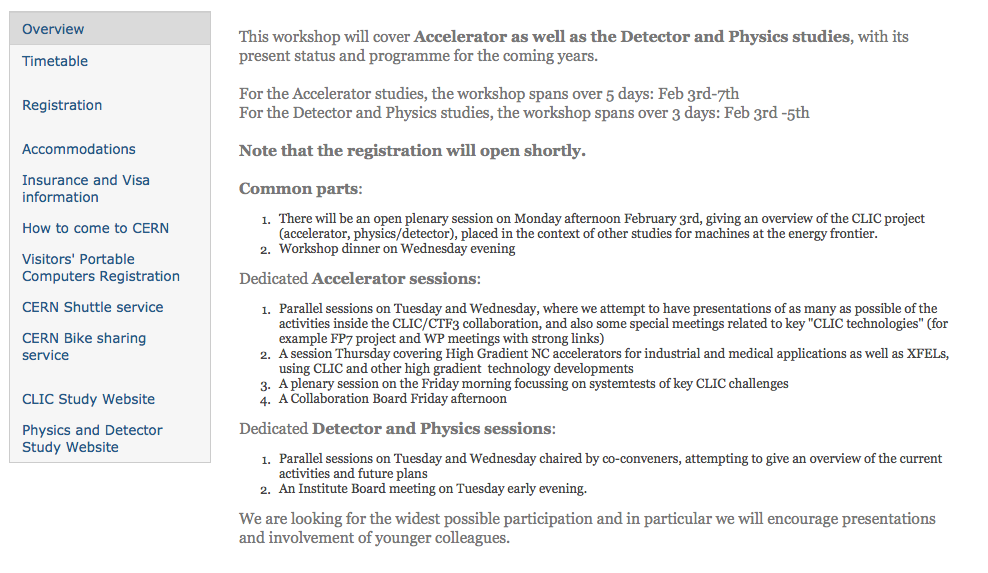 Overview
Timetable
Registration
Accommodations
Insurance and Visa
information
How to come to CERN
Visitors' Portable
Computers Registration
CERN Shuttle service
CERN Bike sharing
service
CLIC Study Website
Physics and Detector
Study Website
This workshop will cover Accelerator as well as the Detector and Physics studies, with its
present status and programme for the coming years.
For the Accelerator studies, the workshop spans over 5 days: Feb 3rd-7th
For the Detector and Physics studies, the workshop spans over 3 days: Feb 3rd -5th
Note that the registration will open shortly.
Common parts:
1. There will be an open plenary session on Monday afternoon February 3rd, giving an overview of the CLIC project
(accelerator, physics/detector), placed in the context of other studies for machines at the energy frontier.
2. Workshop dinner on Wednesday evening
Dedicated Accelerator sessions:
1. Parallel sessions on Tuesday and Wednesday, where we attempt to have presentations of as many as possible of the
activities inside the CLIC/CTF3 collaboration, and also some special meetings related to key "CLIC technologies" (for
example FP7 project and WP meetings with strong links)
2. A session Thursday covering High Gradient NC accelerators for industrial and medical applications as well as XFELs,
using CLIC and other high gradient technology developments
3. A plenary session on the Friday morning focussing on systemtests of key CLIC challenges
4. A Collaboration Board Friday afternoon
Dedicated Detector and Physics sessions:
1. Parallel sessions on Tuesday and Wednesday chaired by co-conveners, attempting to give an overview of the current
activities and future plans
2. An Institute Board meeting on Tuesday early evening.
We are looking for the widest possible participation and in particular we will encourage presentations
and involvement of younger colleagues.